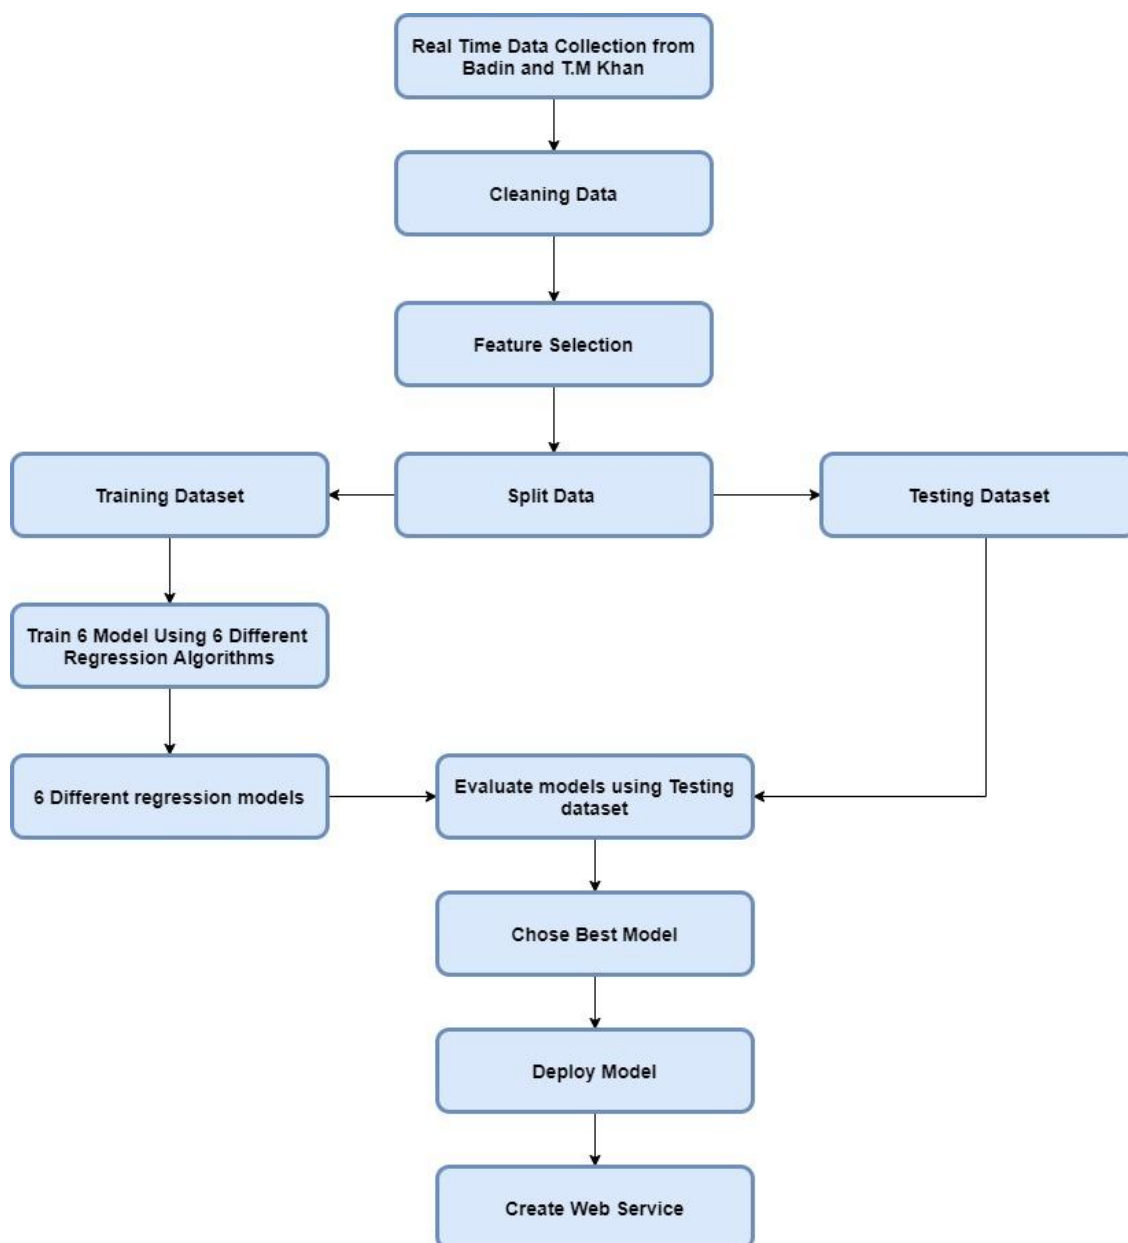 Real Time Data Collection from
Badin and T.M Khan
Cleaning Data
Feature Selection
Training Dataset
Split Data
Testing Dataset
Train 6 Model Using 6 Different
Regression Algorithms
6 Different regression models
Evaluate models using Testing
dataset
Chose Best Model
Deploy Model
Create Web Service